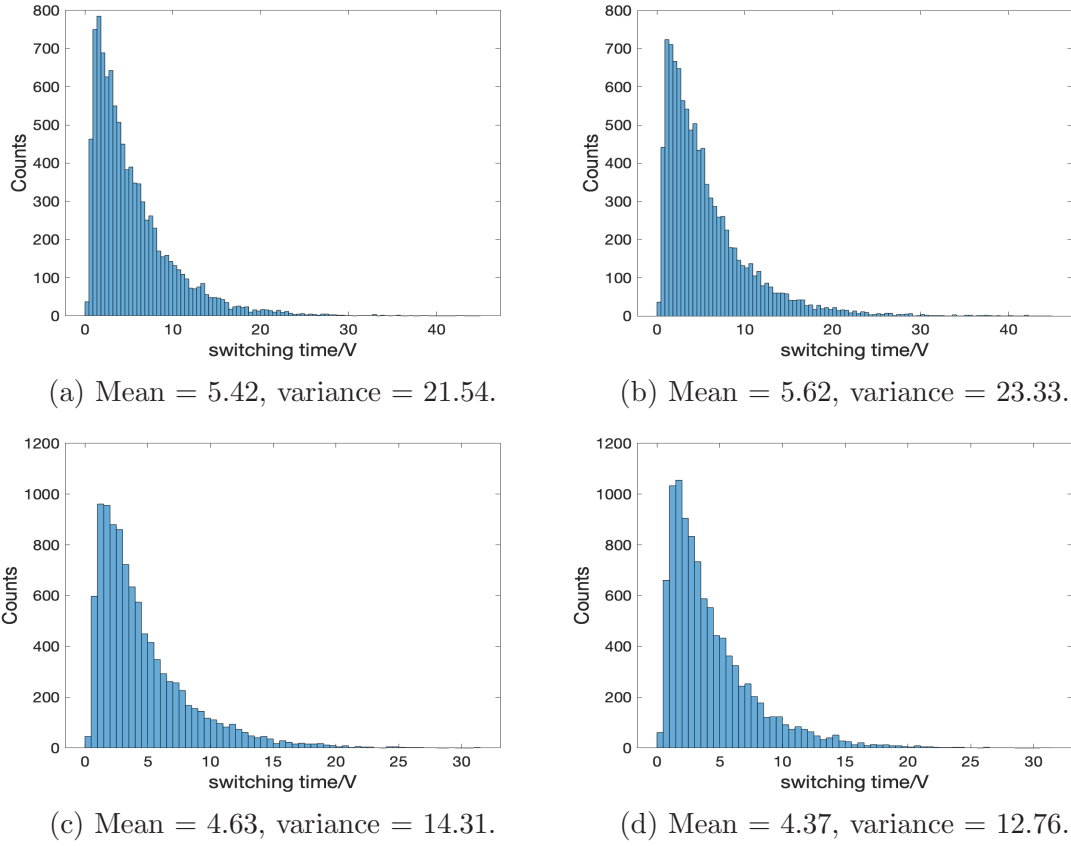 800
700
600
500
400
300
200
100
0
Counts
0 10 20 30 40
switching time/V
(a) Mean = 5.42, variance = 21.54.
800
700
600
500
400
300
200
100
0
Counts
0 10 20 30 40
switching time/V
(b) Mean = 5.62, variance = 23.33.
1200
1000
800
600
400
200
0
Counts
0 5 10 15 20 25 30
switching time/V
(c) Mean = 4.63, variance = 14.31.
1200
1000
800
600
400
200
0
Counts
0 5 10 15 20 25 30
switching time/V
(d) Mean = 4.37, variance = 12.76.